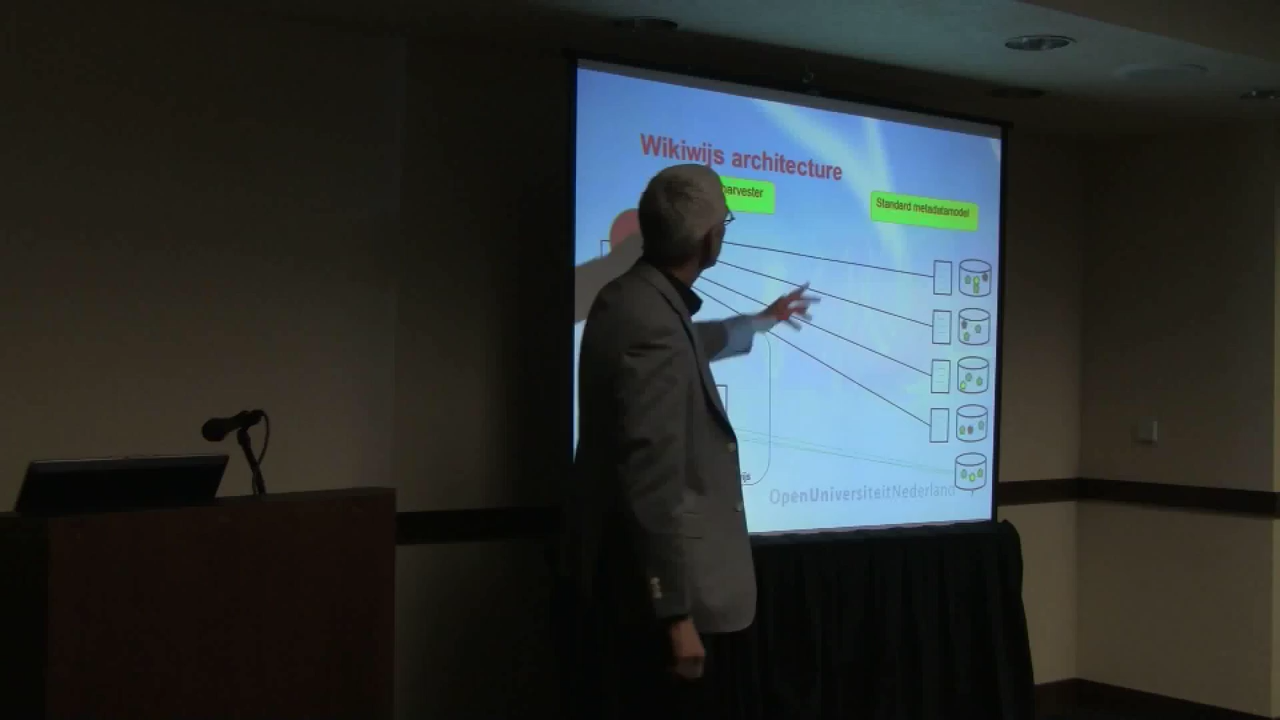 Wikiwijs architecture
harvester
Standard metadatamodel
OpenUniversiteitNederland